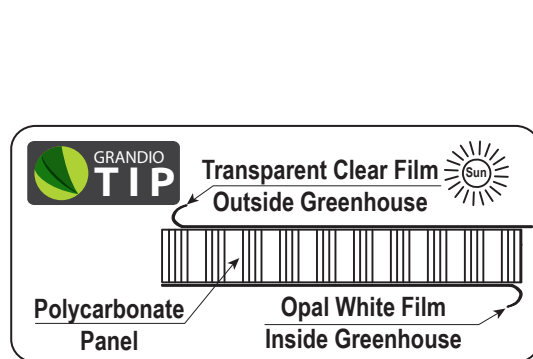 GRANDIO
TIP
Transparent Clear Film
Outside Greenhouse
Sun
Polycarbonate
Panel
Opal White Film
Inside Greenhouse